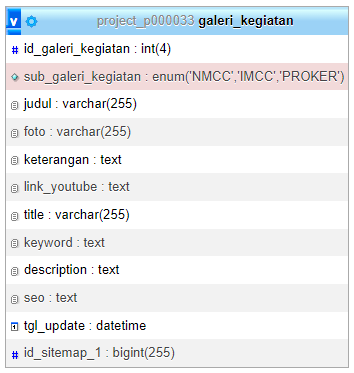 v project_p000033 galeri_kegiatan
# id_galeri_kegiatan : int(4)
sub_galeri_kegiatan : enum('NMCC','IMCC','PROKER')
judul : varchar(255)
foto : varchar(255)
keterangan : text
link_youtube : text
title : varchar(255)
keyword : text
description : text
seo : text
tgl_update : datetime
# id_sitemap_1 : bigint(255)